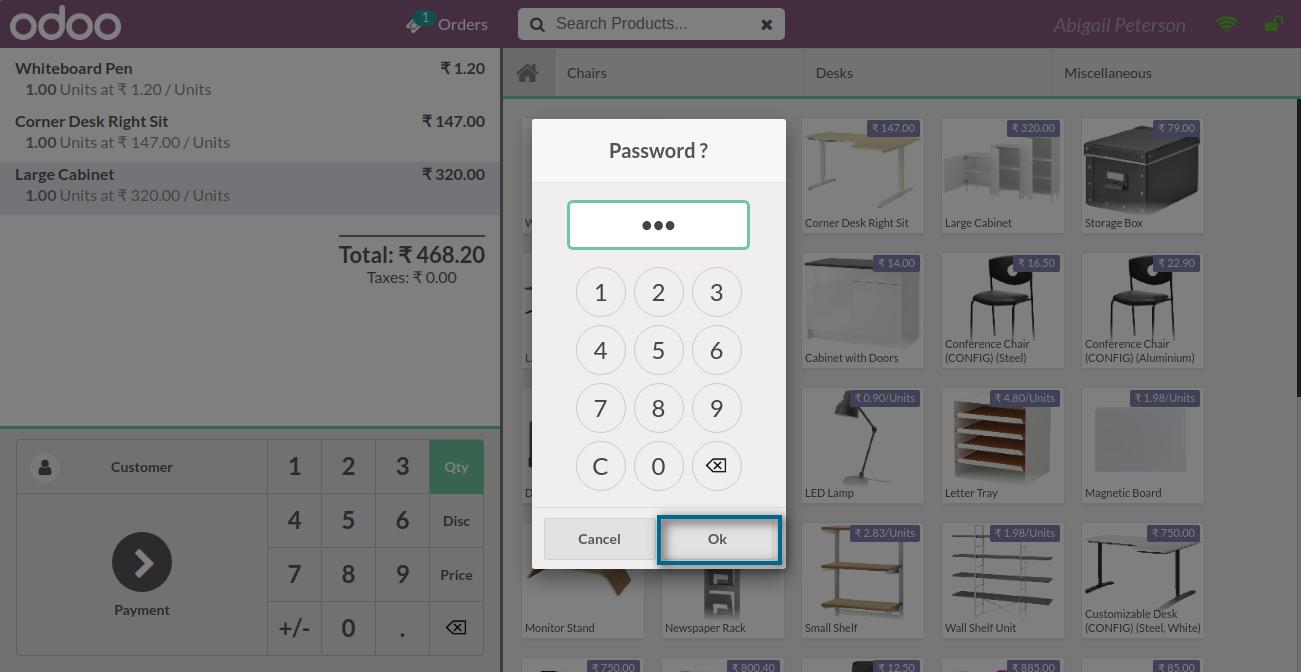 odoo
1
Orders
Search Products...
Abigail Peterson
Whiteboard Pen ₹ 1.20
1.00 Units at ₹ 1.20 / Units
Corner Desk Right Sit ₹ 147.00
1.00 Units at ₹ 147.00 / Units
Large Cabinet ₹ 320.00
1.00 Units at ₹ 320.00 / Units
Total: ₹ 468.20
Taxes: ₹ 0.00
Customer
1 2 3 Qty
4 5 6 Disc
7 8 9 Price
+/- 0 .
Payment
Chairs Desks Miscellaneous
₹ 147.00 ₹ 320.00 ₹ 79.00
Corner Desk Right Sit Large Cabinet Storage Box
₹ 14.00 ₹ 16.50 ₹ 22.90
Cabinet with Doors
Conference Chair
(CONFIG) (Steel)
Conference Chair
(CONFIG) (Aluminium)
₹ 0.90/Units ₹ 4.80/Units ₹ 1.98/Units
LED Lamp Letter Tray Magnetic Board
₹ 2.83/Units ₹ 1.98/Units ₹ 750.00
Monitor Stand Newspaper Rack Small Shelf Wall Shelf Unit
Customizable Desk
(CONFIG) (Steel, White)
₹ 750.00 ₹ 800.40 ₹ 12.50 ₹ 885.00 ₹ 85.00
Password ?
1 2 3
4 5 6
7 8 9
C 0
Cancel Ok